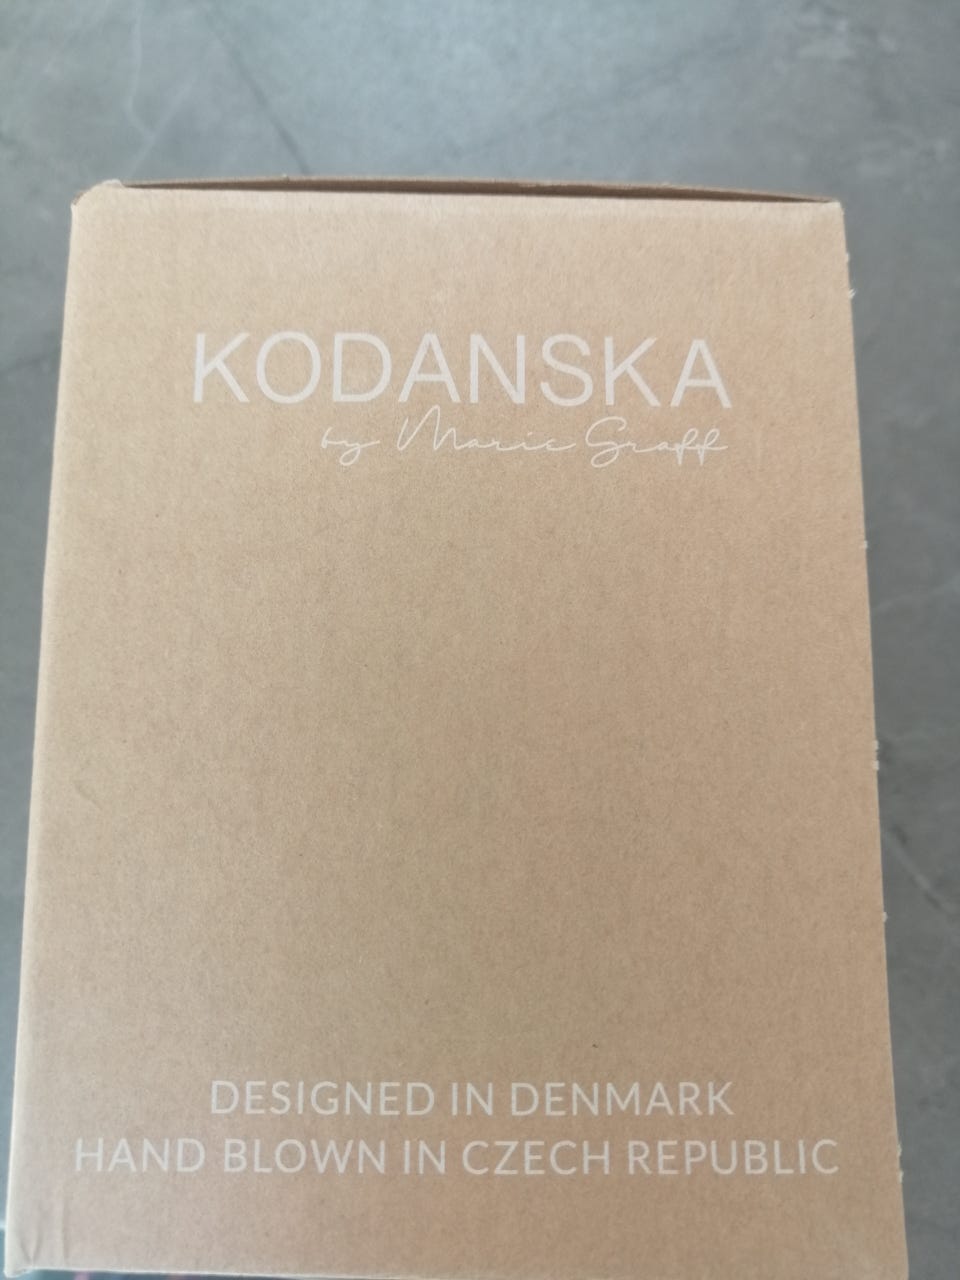 KODANSKA
by Marie Graff
DESIGNED IN DENMARK
HAND BLOWN IN CZECH REPUBLIC